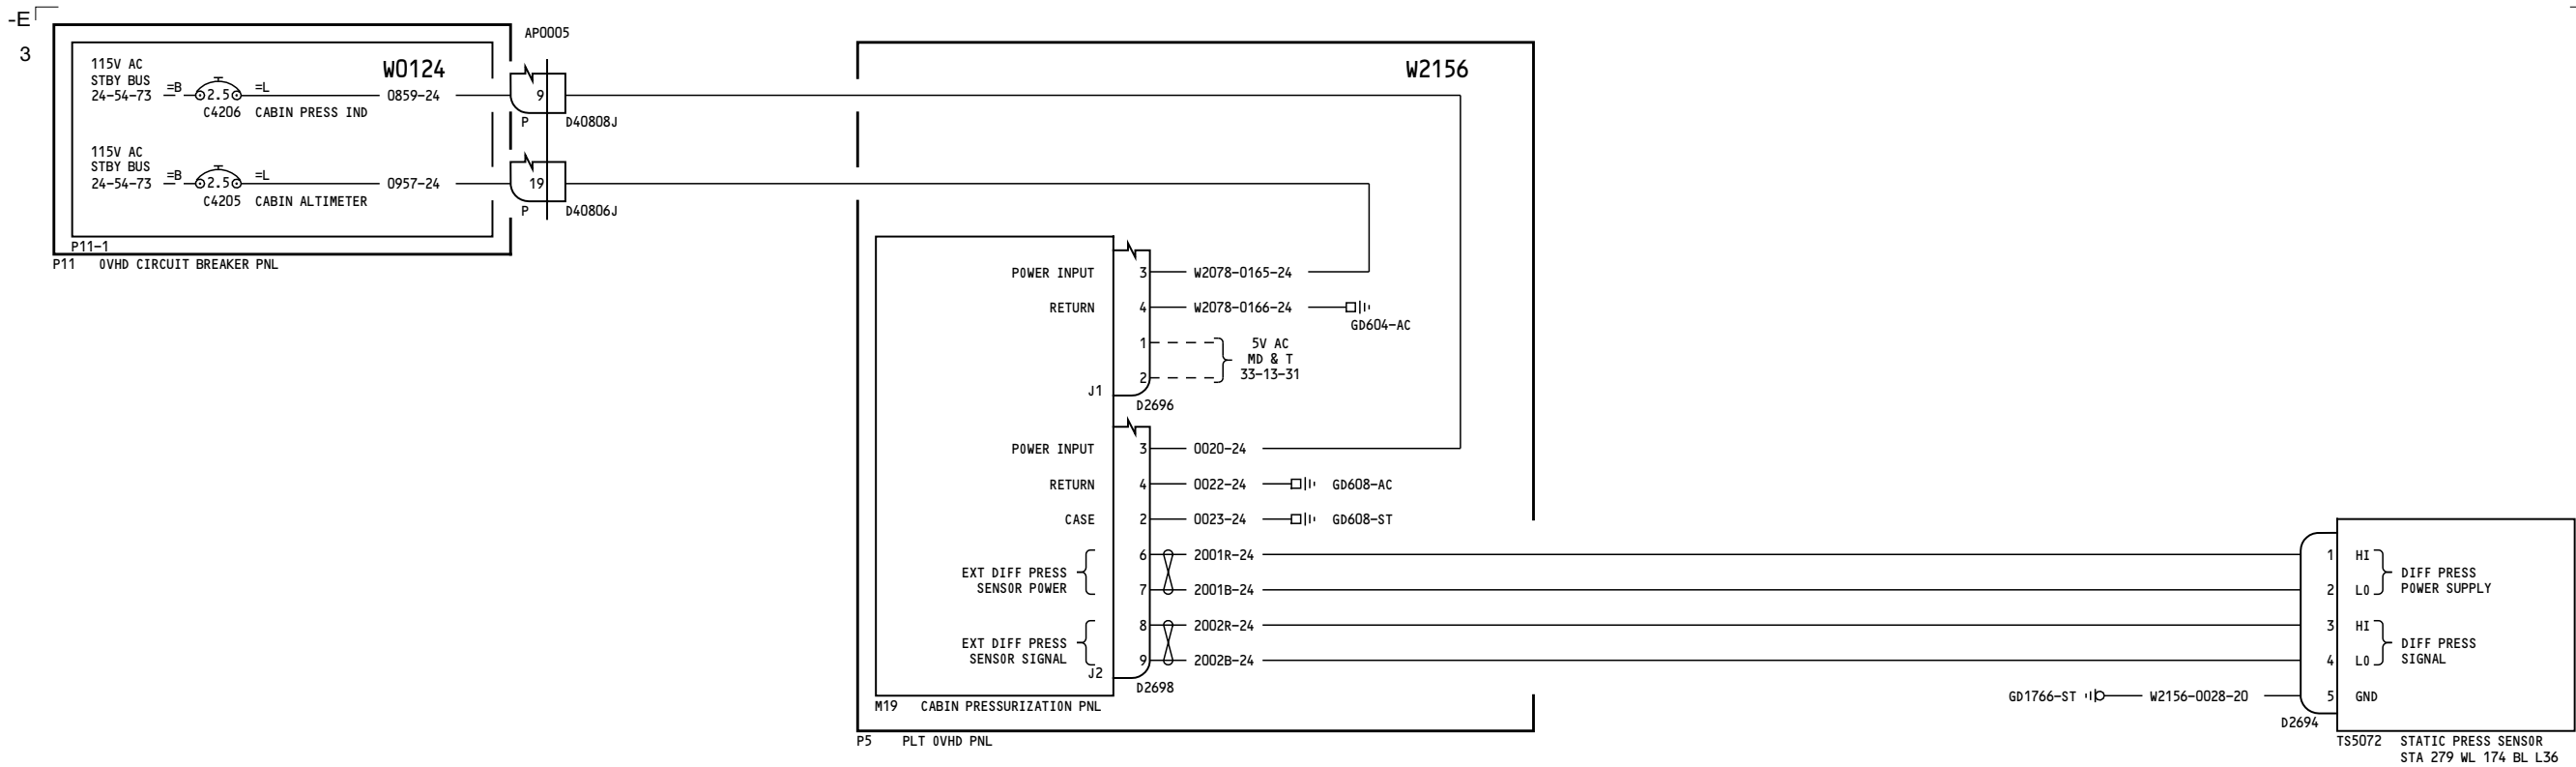 -E
3
AP0005
115V AC
STBY BUS
24-54-73 =B 2.5 =L 0859-24 9
C4206 CABIN PRESS IND
W0124
P D40808J
115V AC
STBY BUS
24-54-73 =B 2.5 =L 0957-24 19
C4205 CABIN ALTIMETER
P D40806J
P11-1
P11 OVHD CIRCUIT BREAKER PNL
W2156
POWER INPUT 3 W2078-0165-24
RETURN 4 W2078-0166-24
GD604-AC
1 5V AC
MD & T
2 33-13-31
J1
D2696
POWER INPUT 3 0020-24
RETURN 4 0022-24 GD608-AC
CASE 2 0023-24 GD608-ST
6 2001R-24
EXT DIFF PRESS
SENSOR POWER
7 2001B-24
8 2002R-24
EXT DIFF PRESS
SENSOR SIGNAL
9 2002B-24
J2
D2698
M19 CABIN PRESSURIZATION PNL
P5 PLT OVHD PNL
1 HI
DIFF PRESS
POWER SUPPLY
2 LO
3 HI
DIFF PRESS
SIGNAL
4 LO
GD1766-ST W2156-0028-20 5 GND
D2694
TS5072 STATIC PRESS SENSOR
STA 279 WL 174 BL L36